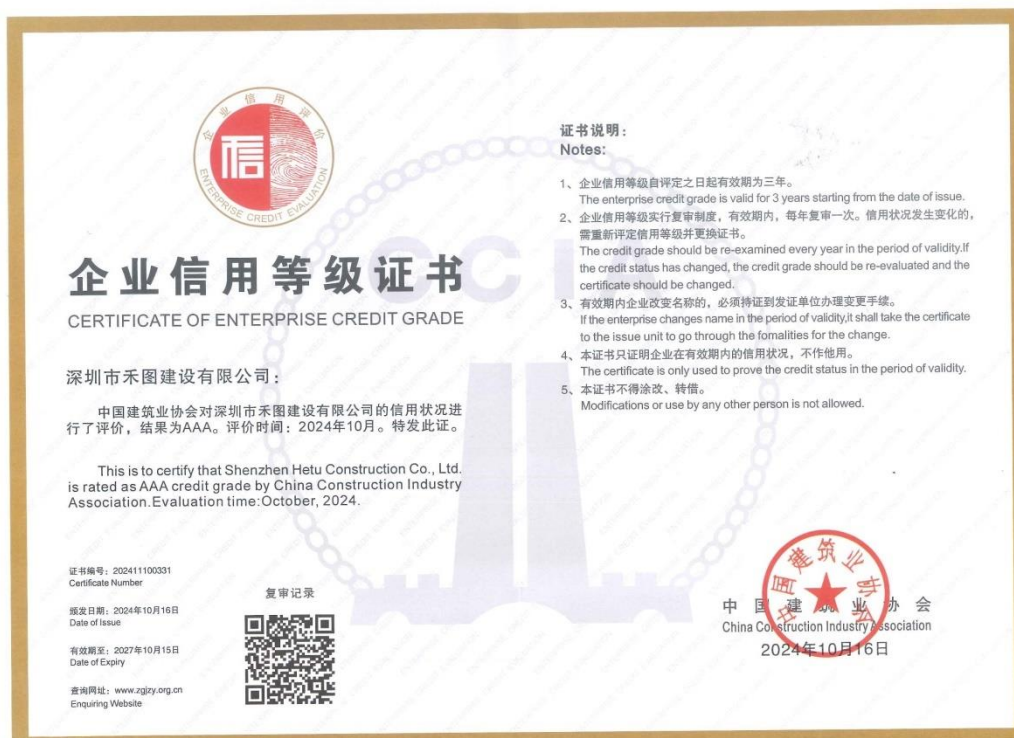 企业信用评价
ENTERPRISE CREDIT EVALUATION
信
企业信用等级证书
CERTIFICATE OF ENTERPRISE CREDIT GRADE
深圳市禾图建设有限公司：
中国建筑业协会对深圳市禾图建设有限公司的信用状况进
行了评价，结果为AAA。评价时间：2024年10月。特发此证。
This is to certify that Shenzhen Hetu Construction Co., Ltd.
is rated as AAA credit grade by China Construction Industry
Association.Evaluation time:October, 2024.
证书编号：202411100331
Certificate Number
颁发日期：2024年10月16日
Date of Issue
有效期至：2027年10月15日
Date of Expiry
查询网址：www.zgjzy.org.cn
Enquiring Website
复审记录
CCIA
证书说明：
Notes:
1、企业信用等级自评定之日起有效期为三年。
The enterprise credit grade is valid for 3 years starting from the date of issue.
2、企业信用等级实行复审制度，有效期内，每年复审一次。信用状况发生变化的，
需重新评定信用等级并更换证书。
The credit grade should be re-examined every year in the period of validity.If
the credit status has changed, the credit grade should be re-evaluated and the
certificate should be changed.
3、有效期内企业改变名称的，必须持证到发证单位办理变更手续。
If the enterprise changes name in the period of validity,it shall take the certificate
to the issue unit to go through the fomalities for the change.
4、本证书只证明企业在有效期内的信用状况，不作他用。
The certificate is only used to prove the credit status in the period of validity.
5、本证书不得涂改、转借。
Modifications or use by any other person is not allowed.
中国建筑业协会
中国建筑业协会
China Construction Industry Association
2024年10月16日